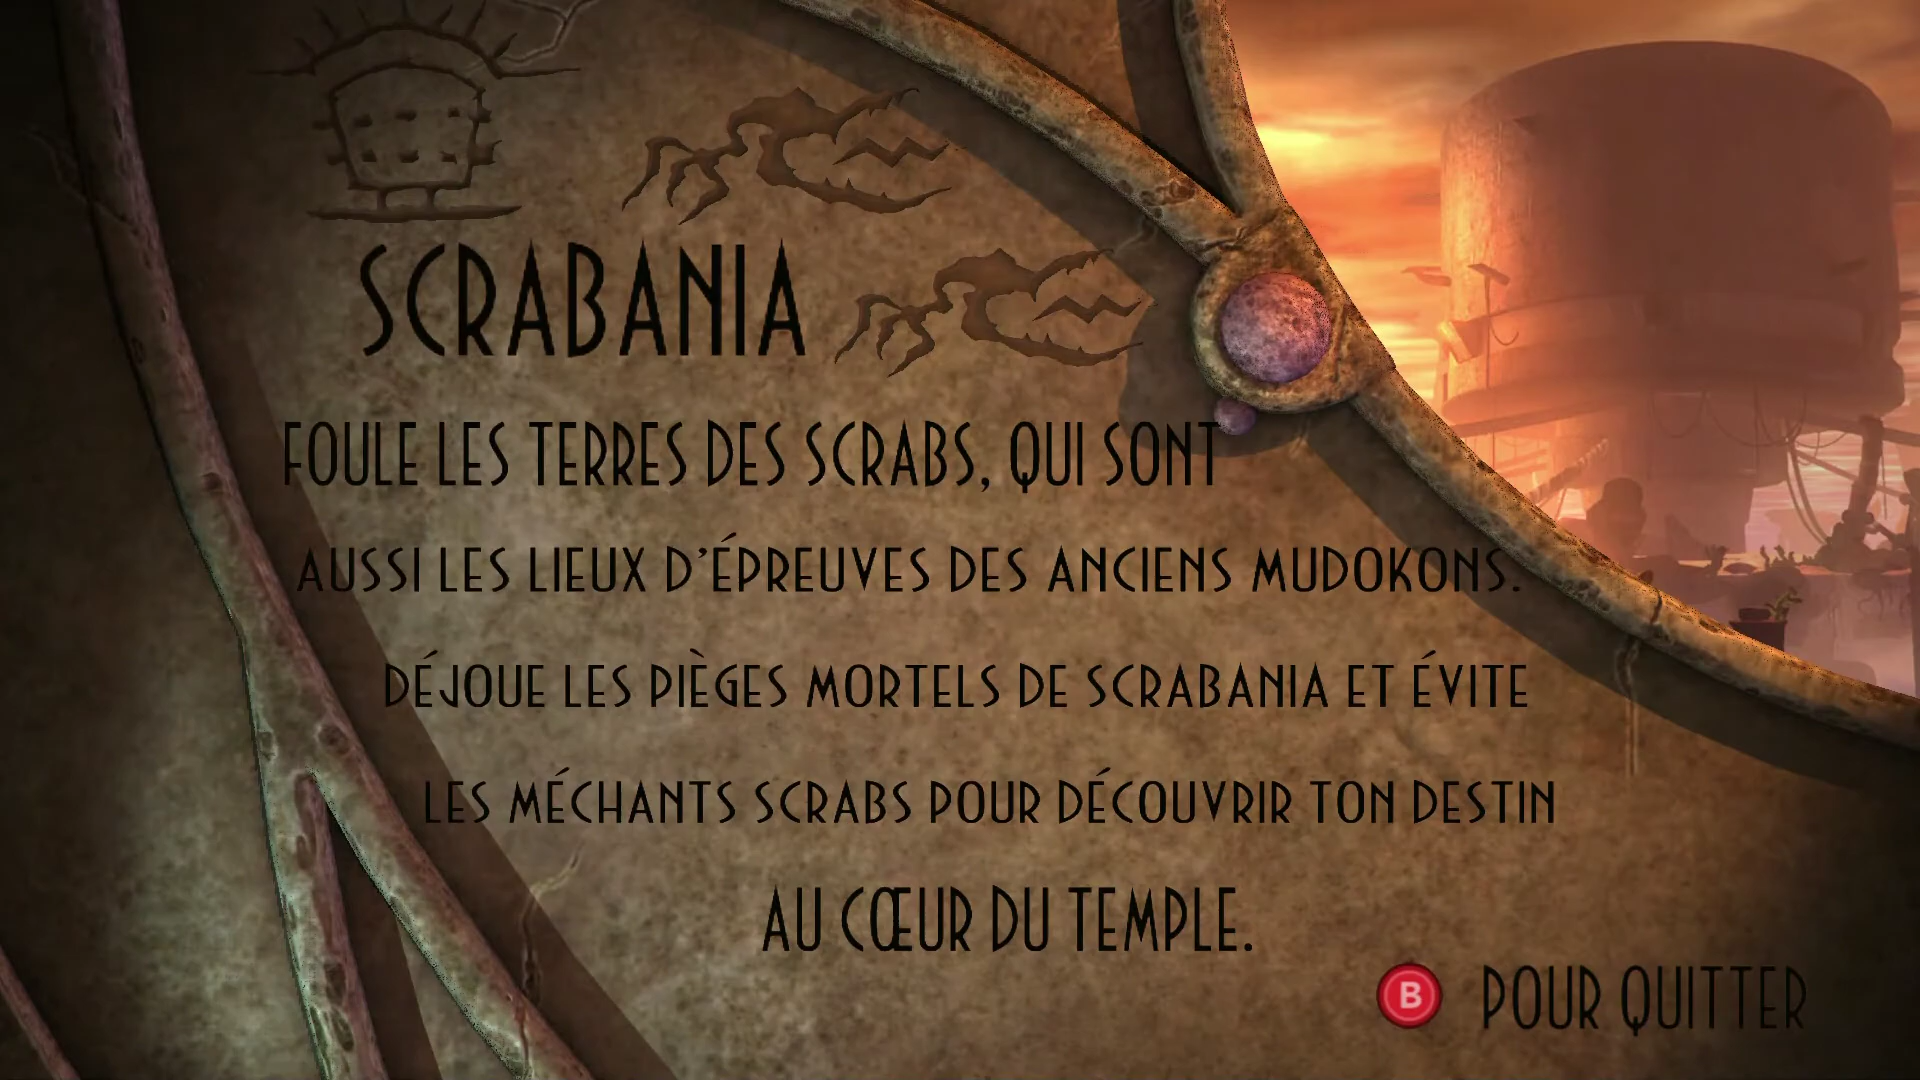 SCRABANIA
FOULE LES TERRES DES SCRABS, QUI SONT
AUSSI LES LIEUX D'ÉPREUVES DES ANCIENS MUDOKONS.
DÉJOUE LES PIÈGES MORTELS DE SCRABANIA ET ÉVITE
LES MÉCHANTS SCRABS POUR DÉCOUVRIR TON DESTIN
AU CŒUR DU TEMPLE.
B POUR QUITTER